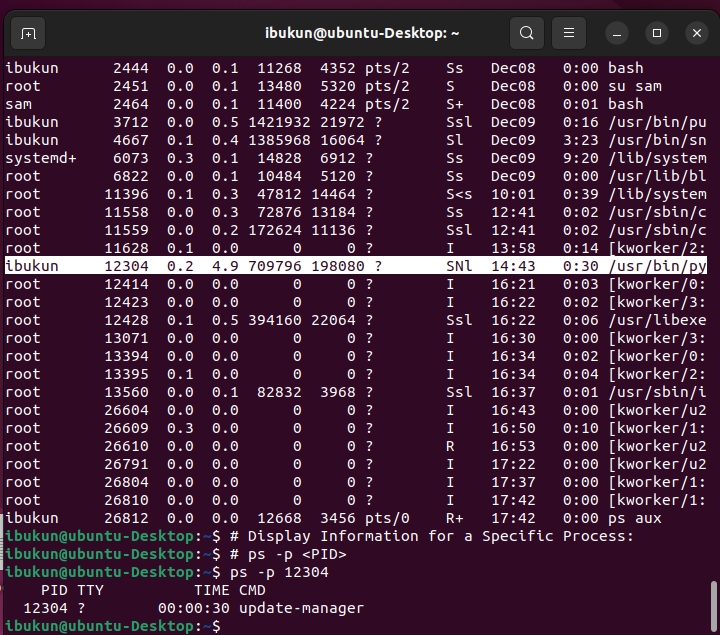 ibukun@ubuntu-Desktop: ~
ibukun 2444 0.0 0.1 11268 4352 pts/2 Ss Dec08 0:00 bash
root 2451 0.0 0.1 13480 5320 pts/2 S Dec08 0:00 su sam
sam 2464 0.0 0.1 11400 4224 pts/2 S+ Dec08 0:01 bash
ibukun 3712 0.0 0.5 1421932 21972 ? Ssl Dec09 0:16 /usr/bin/pu
ibukun 4667 0.1 0.4 1385968 16064 ? Sl Dec09 3:23 /usr/bin/sn
systemd+ 6073 0.3 0.1 14828 6912 ? Ss Dec09 9:20 /lib/system
root 6822 0.0 0.1 10484 5120 ? Ss Dec09 0:00 /usr/lib/bl
root 11396 0.1 0.3 47812 14464 ? S<s 10:01 0:39 /lib/system
root 11558 0.0 0.3 72876 13184 ? Ss 12:41 0:02 /usr/sbin/c
root 11559 0.0 0.2 172624 11136 ? Ssl 12:41 0:02 /usr/sbin/c
root 11628 0.1 0.0 0 0 ? I 13:58 0:14 [kworker/2:
ibukun 12304 0.2 4.9 709796 198080 ? SNl 14:43 0:30 /usr/bin/py
root 12414 0.0 0.0 0 0 ? I 16:21 0:03 [kworker/0:
root 12423 0.0 0.0 0 0 ? I 16:22 0:02 [kworker/3:
root 12428 0.1 0.5 394160 22064 ? Ssl 16:22 0:06 /usr/libexe
root 13071 0.0 0.0 0 0 ? I 16:30 0:00 [kworker/3:
root 13394 0.0 0.0 0 0 ? I 16:34 0:02 [kworker/0:
root 13395 0.1 0.0 0 0 ? I 16:34 0:04 [kworker/2:
root 13560 0.0 0.1 82832 3968 ? Ssl 16:37 0:01 /usr/sbin/i
root 26604 0.0 0.0 0 0 ? I 16:43 0:00 [kworker/u2
root 26609 0.3 0.0 0 0 ? I 16:50 0:10 [kworker/1:
root 26610 0.0 0.0 0 0 ? R 16:53 0:00 [kworker/u2
root 26791 0.0 0.0 0 0 ? I 17:22 0:00 [kworker/u2
root 26804 0.0 0.0 0 0 ? I 17:37 0:00 [kworker/1:
root 26810 0.0 0.0 0 0 ? I 17:42 0:00 [kworker/1:
ibukun 26812 0.0 0.0 12668 3456 pts/0 R+ 17:42 0:00 ps aux
ibukun@ubuntu-Desktop:~$ # Display Information for a Specific Process:
ibukun@ubuntu-Desktop:~$ # ps -p <PID>
ibukun@ubuntu-Desktop:~$ ps -p 12304
PID TTY TIME CMD
12304 ? 00:00:30 update-manager
ibukun@ubuntu-Desktop:~$